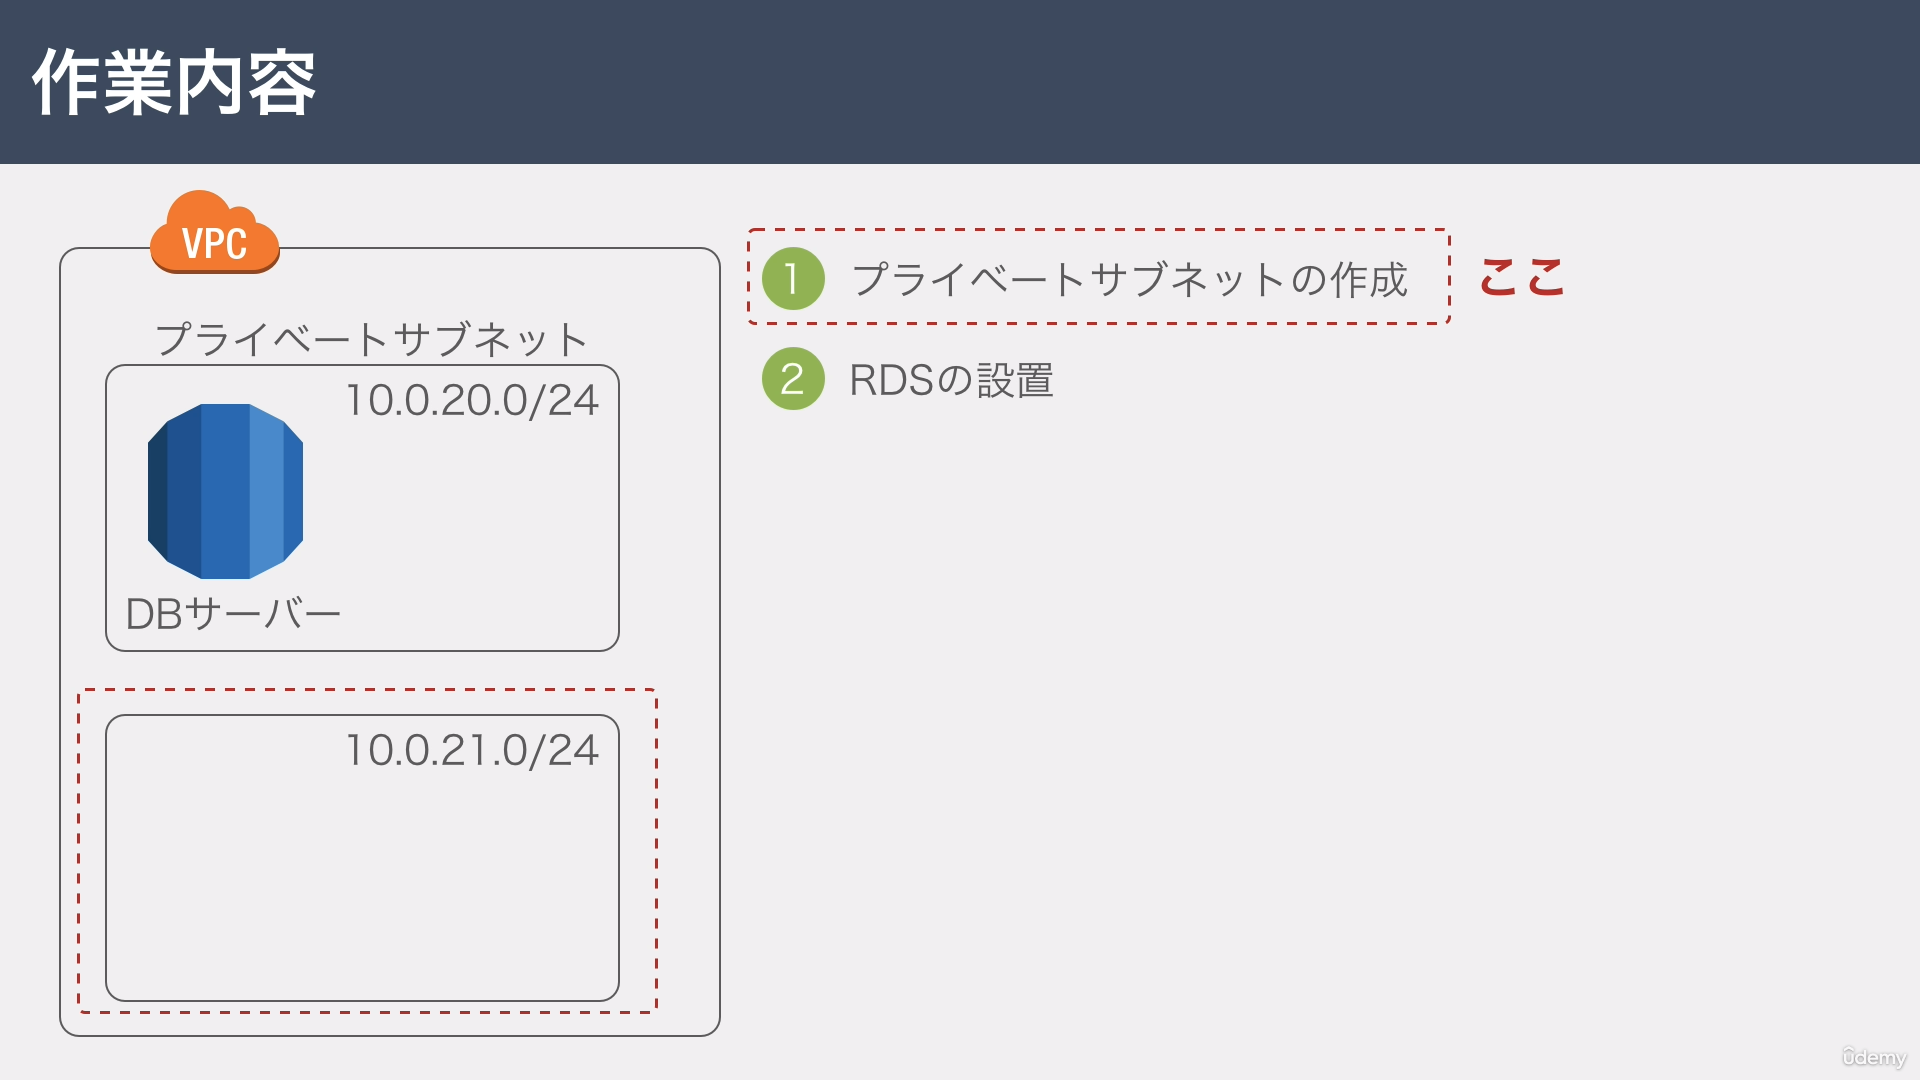 作業内容
VPC
プライベートサブネット
10.0.20.0/24
DBサーバー
10.0.21.0/24
1 プライベートサブネットの作成 ここ
2 RDSの設置
ûdemy